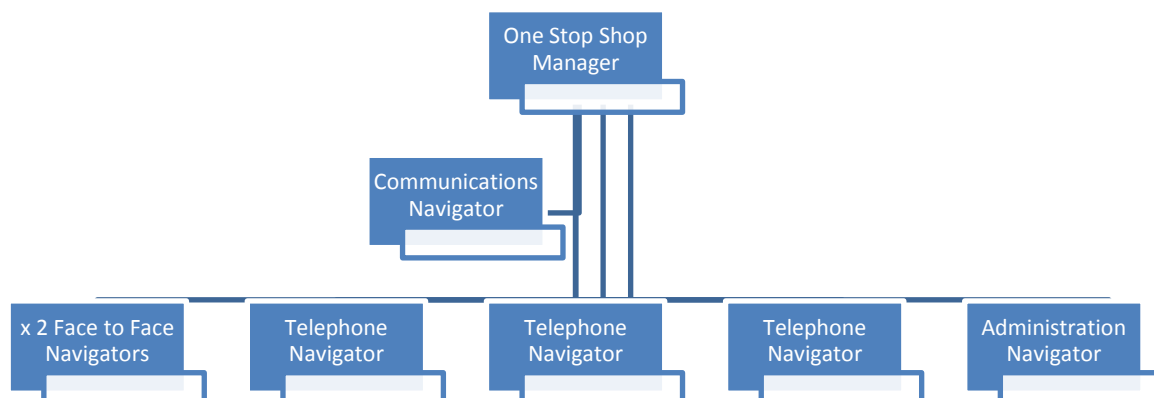 One Stop Shop
Manager
Communications
Navigator
x 2 Face to Face
Navigators
Telephone
Navigator
Telephone
Navigator
Telephone
Navigator
Administration
Navigator